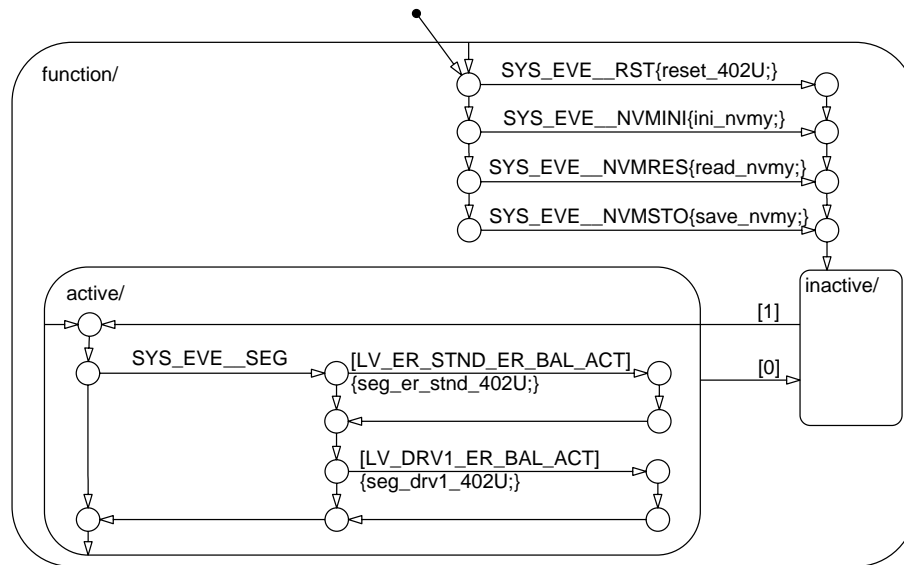 function/
SYS_EVE__RST{reset_402U;}
SYS_EVE__NVMINI{ini_nvmy;}
SYS_EVE__NVMRES{read_nvmy;}
SYS_EVE__NVMSTO{save_nvmy;}
active/
inactive/
[1]
SYS_EVE__SEG
[LV_ER_STND_ER_BAL_ACT]
[0]
{seg_er_stnd_402U;}
[LV_DRV1_ER_BAL_ACT]
{seg_drv1_402U;}